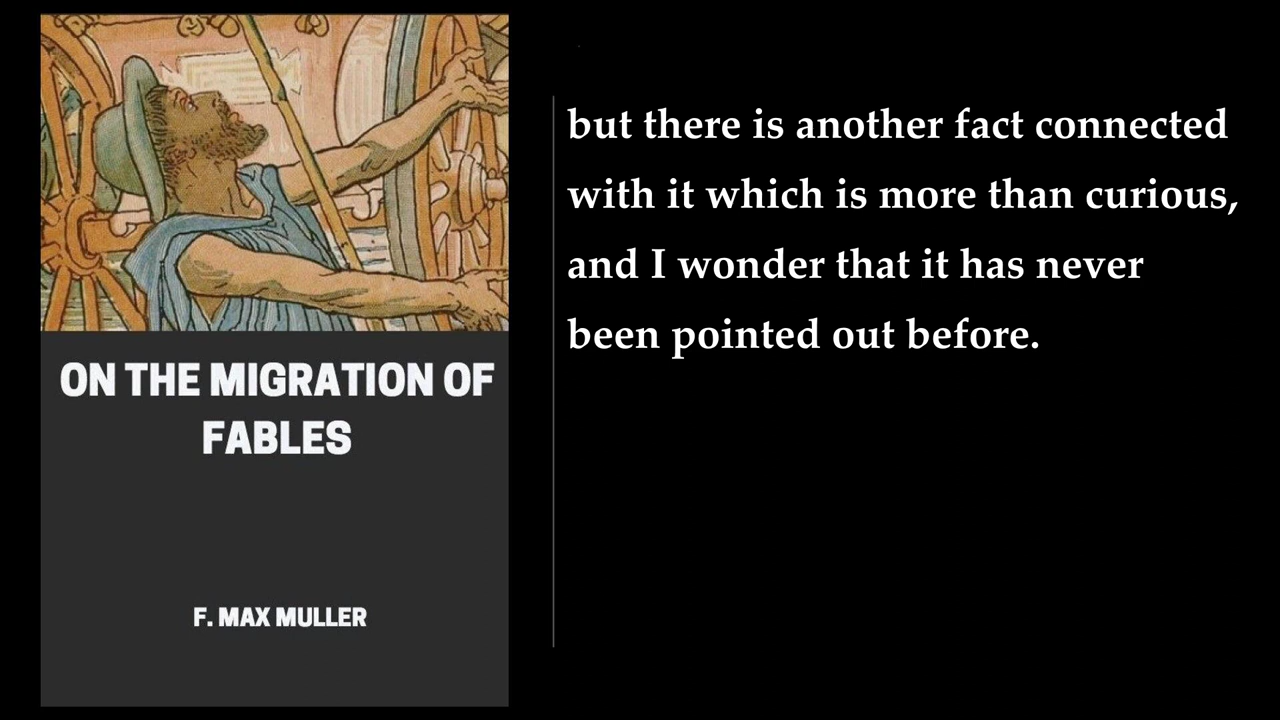 ON THE MIGRATION OF
FABLES
F. MAX MULLER
but there is another fact connected
with it which is more than curious,
and I wonder that it has never
been pointed out before.